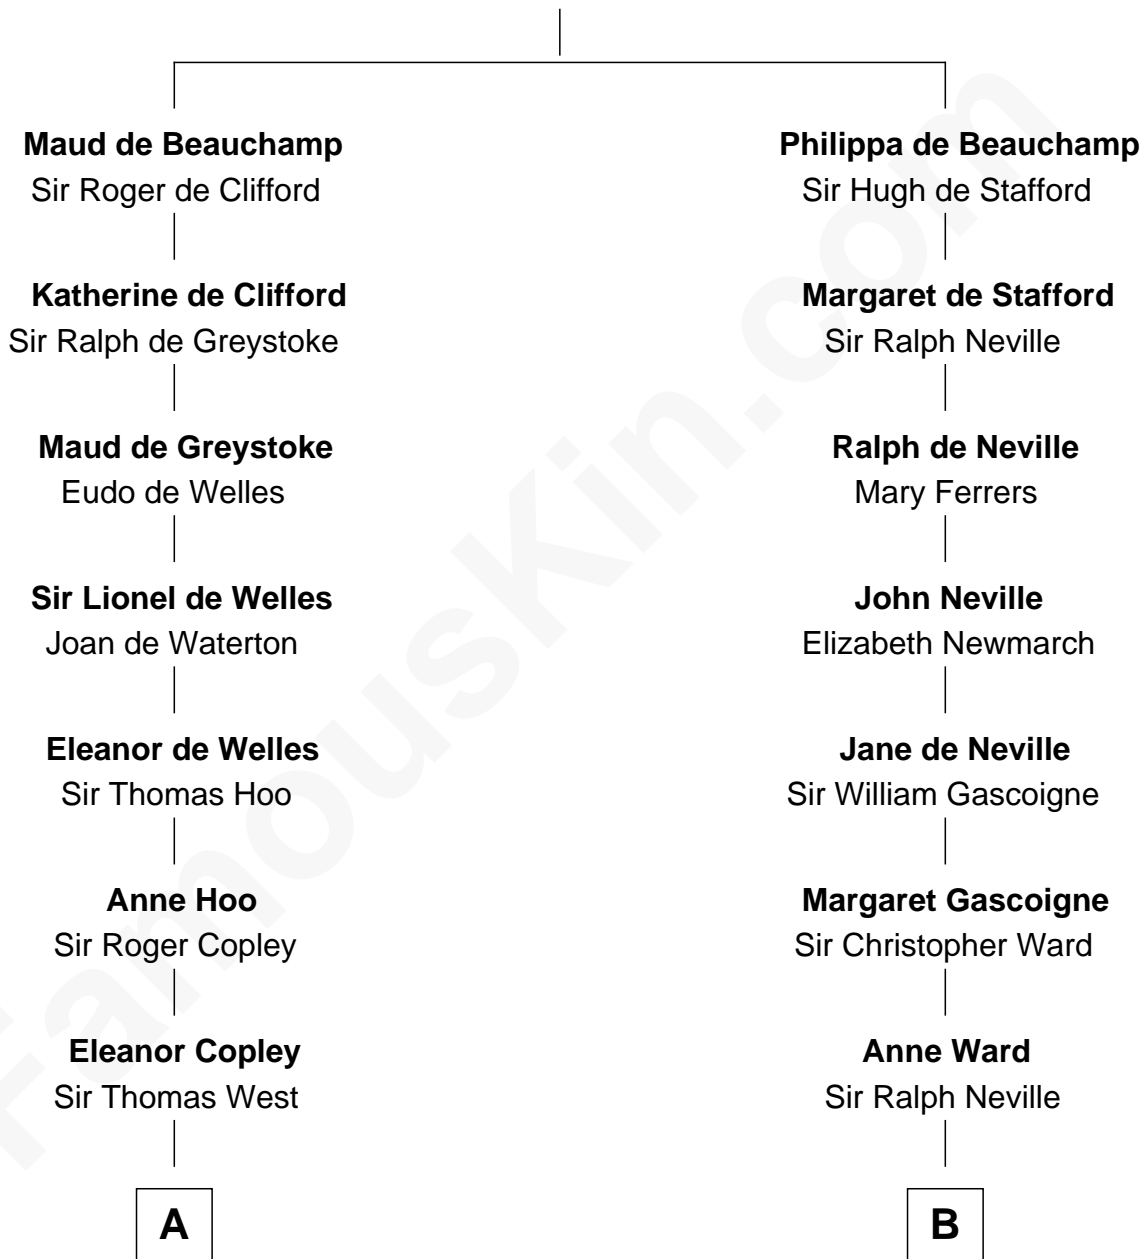 Maud de Beauchamp
Sir Roger de Clifford
Katherine de Clifford
Sir Ralph de Greystoke
Maud de Greystoke
Eudo de Welles
Sir Lionel de Welles
Joan de Waterton
Eleanor de Welles
Sir Thomas Hoo
Anne Hoo
Sir Roger Copley
Eleanor Copley
Sir Thomas West
A
Philippa de Beauchamp
Sir Hugh de Stafford
Margaret de Stafford
Sir Ralph Neville
Ralph de Neville
Mary Ferrers
John Neville
Elizabeth Newmarch
Jane de Neville
Sir William Gascoigne
Margaret Gascoigne
Sir Christopher Ward
Anne Ward
Sir Ralph Neville
B
FamousKin.com